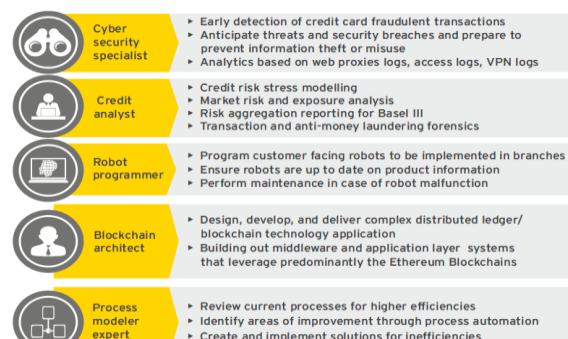 Cyber
security
specialist
▸ Early detection of credit card fraudulent transactions
▸ Anticipate threats and security breaches and prepare to
prevent information theft or misuse
▸ Analytics based on web proxies logs, access logs, VPN logs
Credit
analyst
▸ Credit risk stress modelling
▸ Market risk and exposure analysis
▸ Risk aggregation reporting for Basel III
▸ Transaction and anti-money laundering forensics
Robot
programmer
▸ Program customer facing robots to be implemented in branches
▸ Ensure robots are up to date on product information
▸ Perform maintenance in case of robot malfunction
Blockchain
architect
▸ Design, develop, and deliver complex distributed ledger/
blockchain technology application
▸ Building out middleware and application layer systems
that leverage predominantly the Ethereum Blockchains
Process
modeler
expert
▸ Review current processes for higher efficiencies
▸ Identify areas of improvement through process automation
▸ Create and implement solutions for inefficiencies